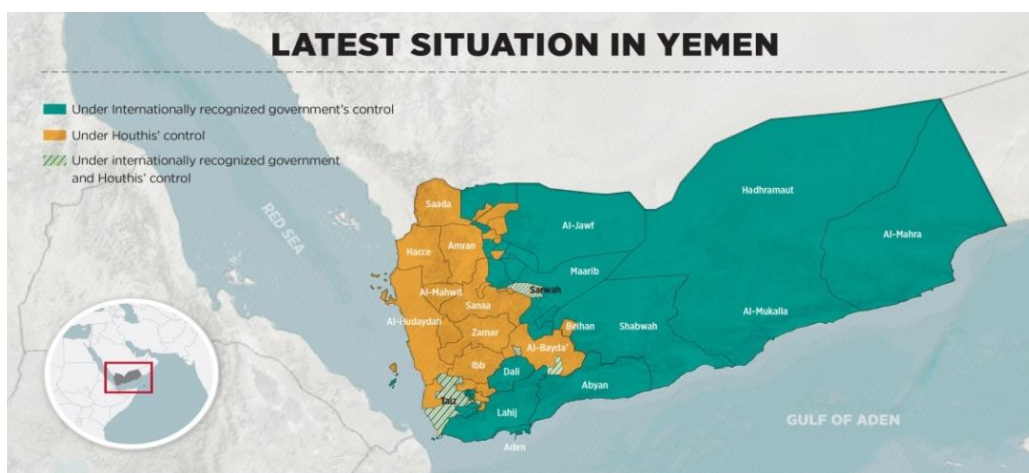 LATEST SITUATION IN YEMEN
Under Internationally recognized government's control
Under Houthis' control
Under internationally recognized government
and Houthis' control
RED SEA
Saada
Hadhramaut
Al-Jawf
Al-Mahra
Hacce
Amran
Maarib
Sarwah
Al-Mahwit
Sanaa
Al-Mukalla
Al-Hudaydah
Zamar
Beihan
Shabwah
Al-Bayda'
Ibb
Dali
Abyan
Taiz
Lahij
GULF OF ADEN
Aden